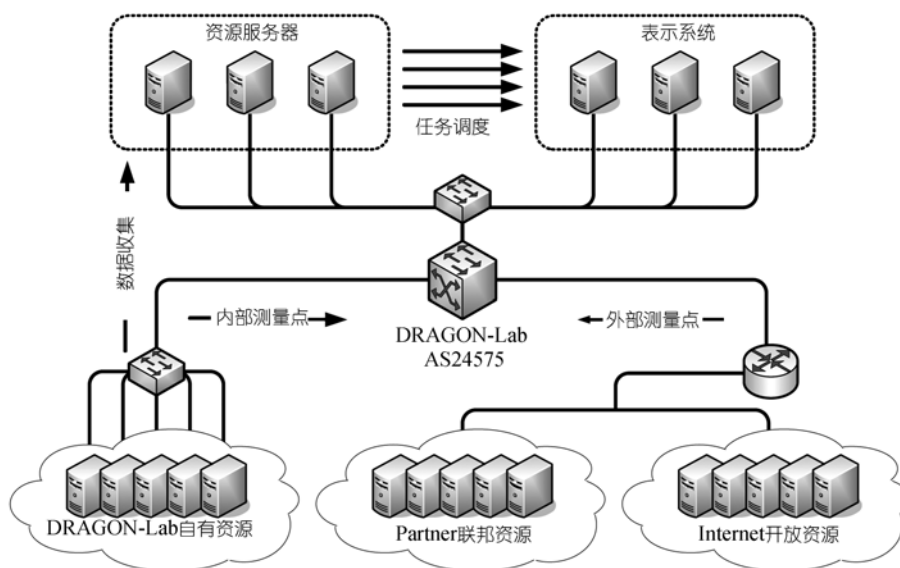 资源服务器
表示系统
任务调度
数据收集
内部测量点
外部测量点
DRAGON-Lab
AS24575
DRAGON-Lab自有资源
Partner联邦资源
Internet开放资源